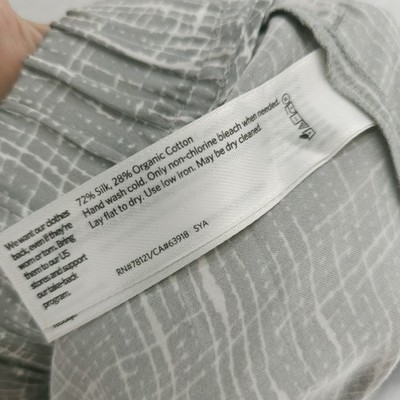 We want our clothes
back, even if they're
worn or torn. Bring
them to our US
stores and support
our take-back
program.
72% Silk, 28% Organic Cotton
Hand wash cold. Only non-chlorine bleach when needed.
Lay flat to dry. Use low iron. May be dry cleaned.
RN#78121/CA#63918 SYA